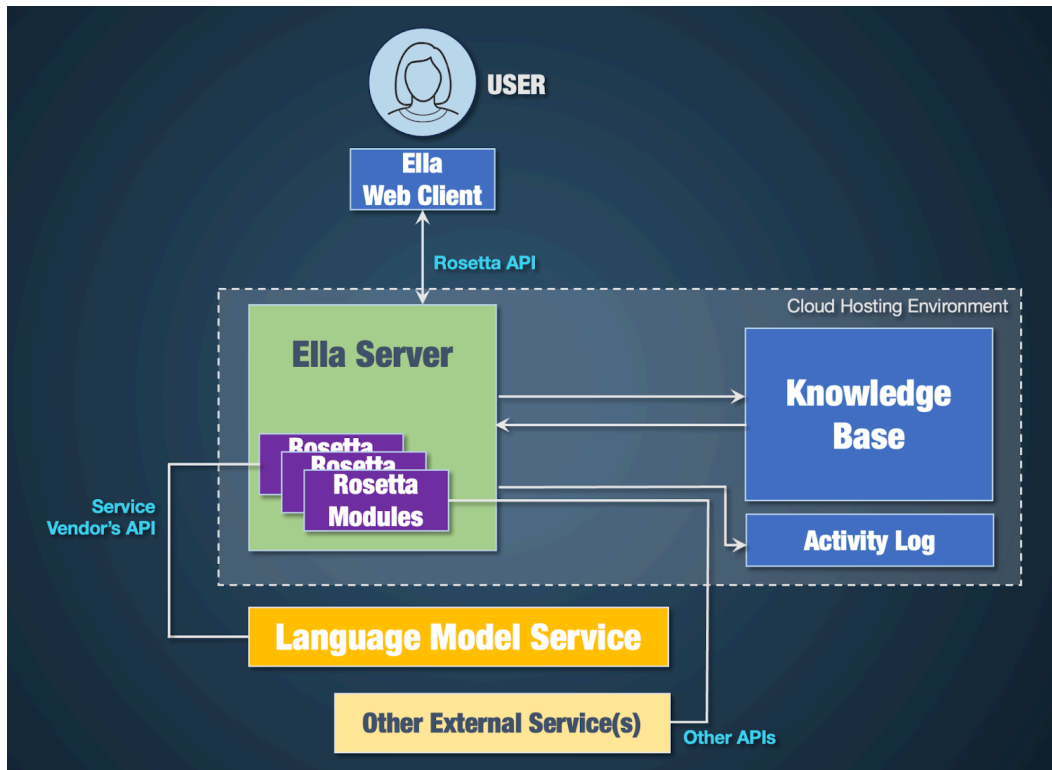 USER
Ella
Web Client
Rosetta API
Cloud Hosting Environment
Ella Server
Knowledge
Base
Rosetta
Rosetta
Rosetta
Modules
Service
Vendor’s API
Activity Log
Language Model Service
Other External Service(s)
Other APIs